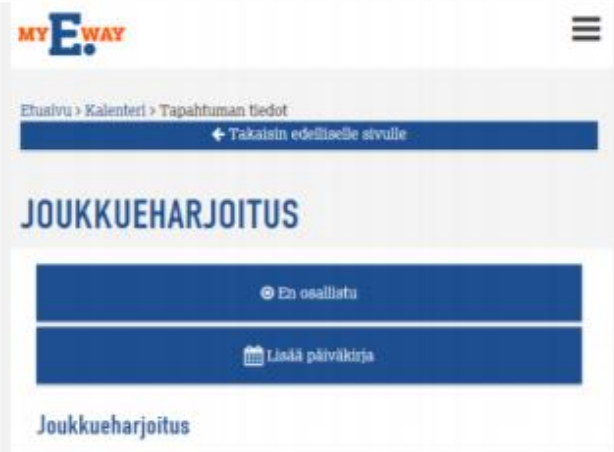 MY E. WAY
Etusivu > Kalenteri > Tapahtuman tiedot
Takaisin edelliselle sivulle
JOUKKUEHARJOITUS
En osallistu
Lisää päiväkirja
Joukkueharjoitus